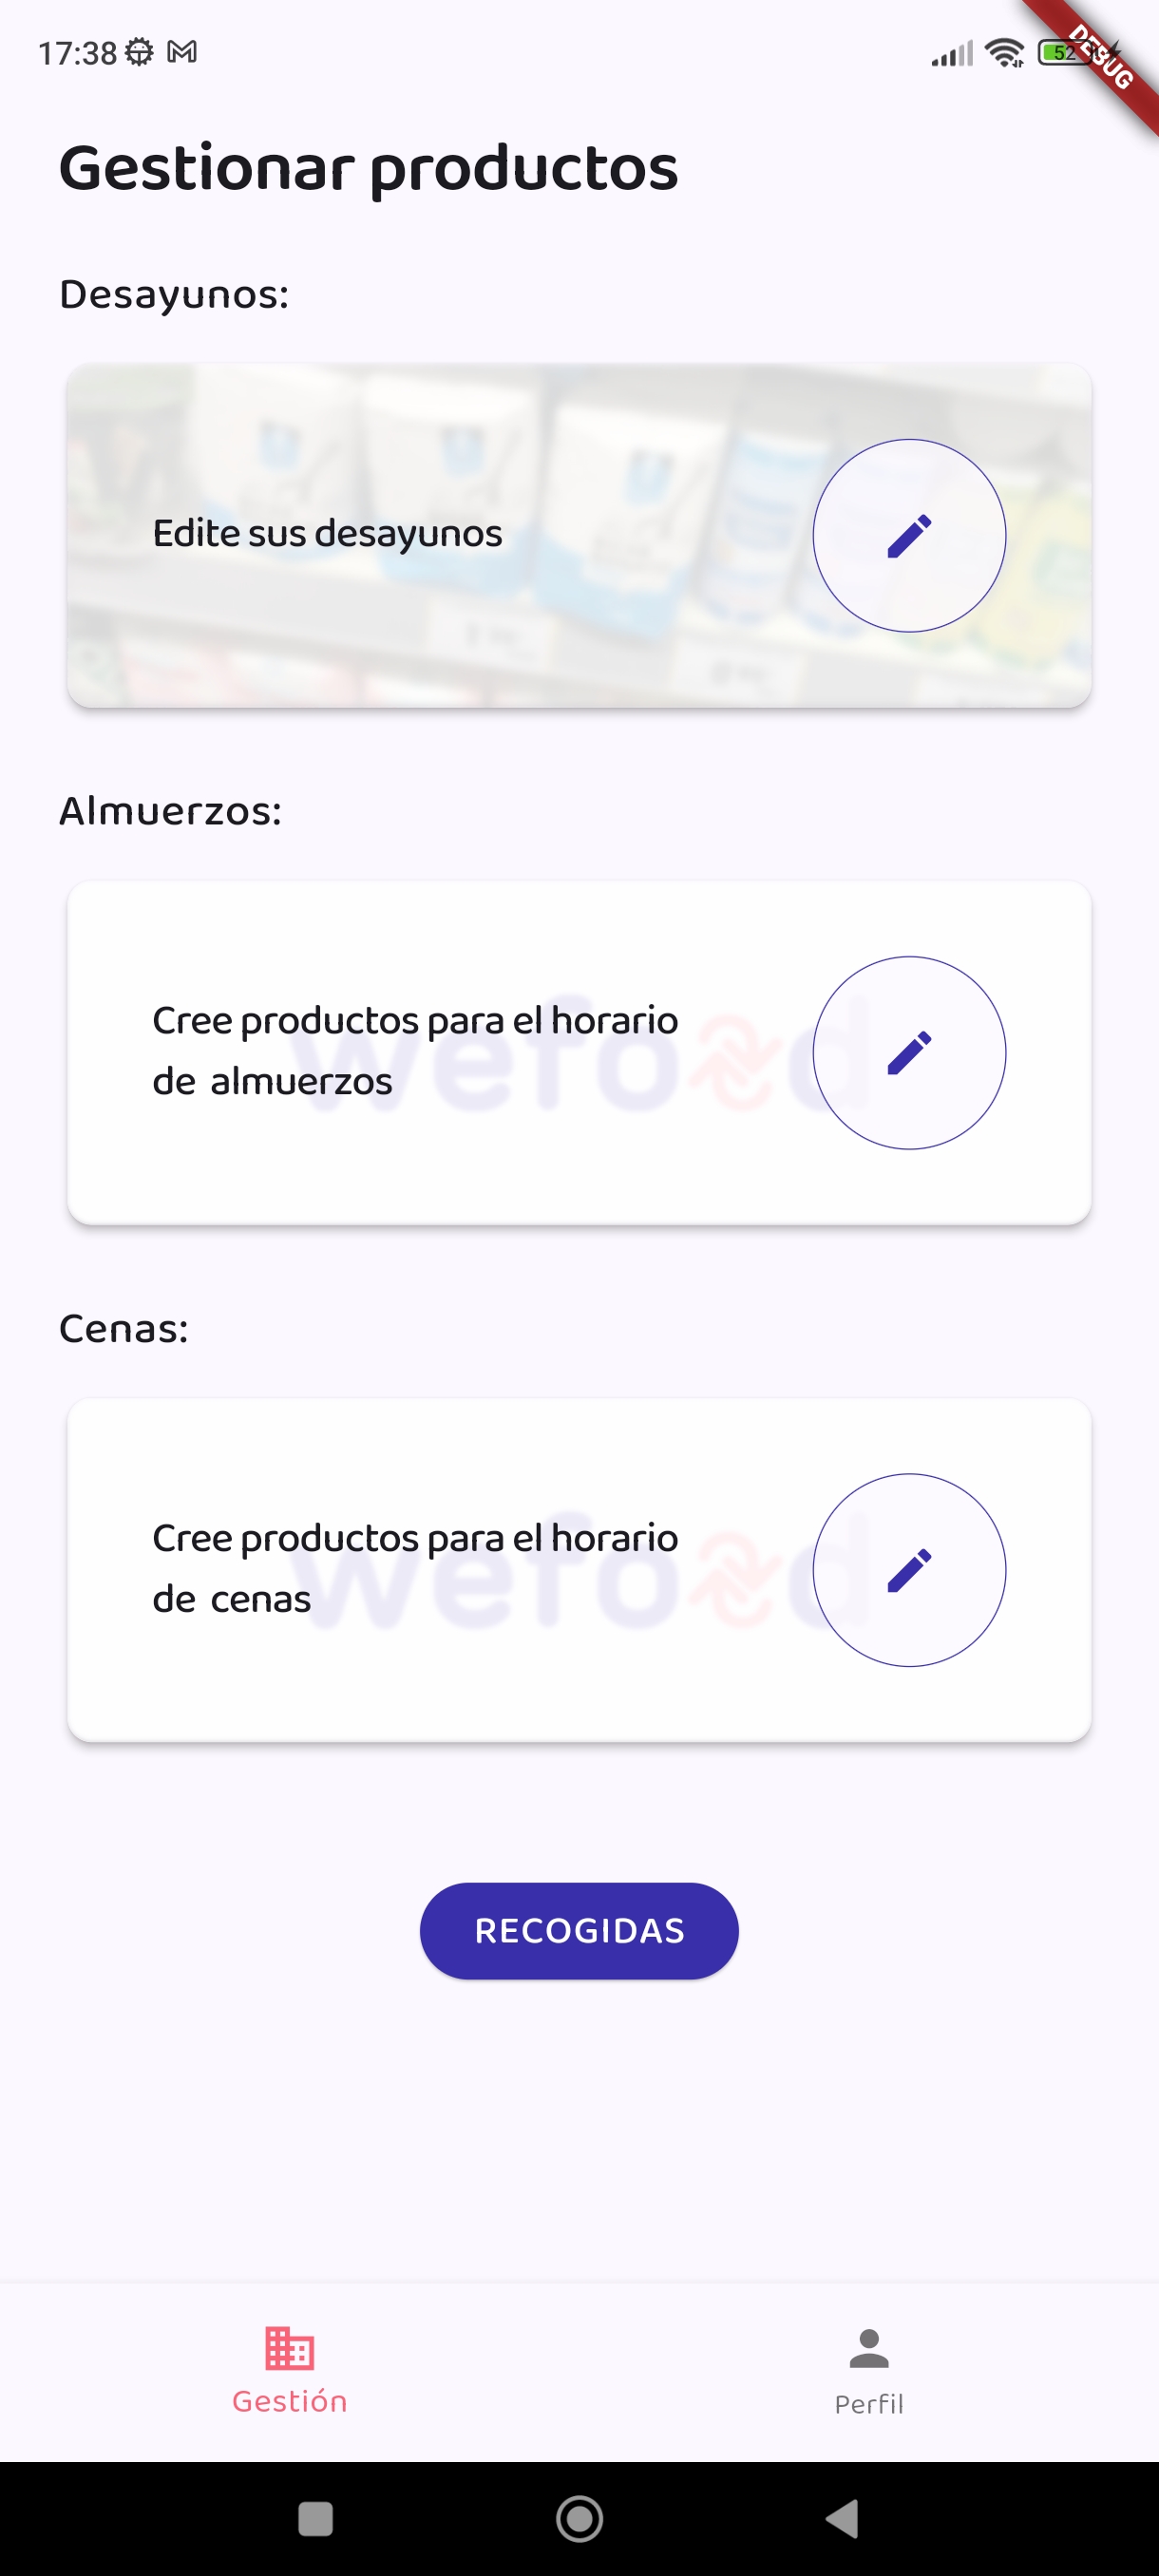 17:38
52
DEBUG
Gestionar productos
Desayunos:
Edite sus desayunos
Almuerzos:
wefood
Cree productos para el horario
de almuerzos
Cenas:
wefood
Cree productos para el horario
de cenas
RECOGIDAS
Gestión
Perfil